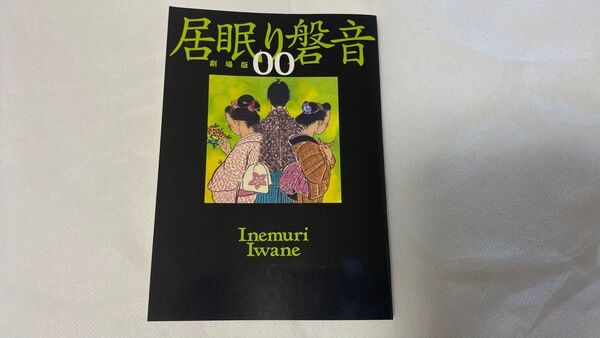 居眠り磐音
劇場版 00
Inemuri
Iwane